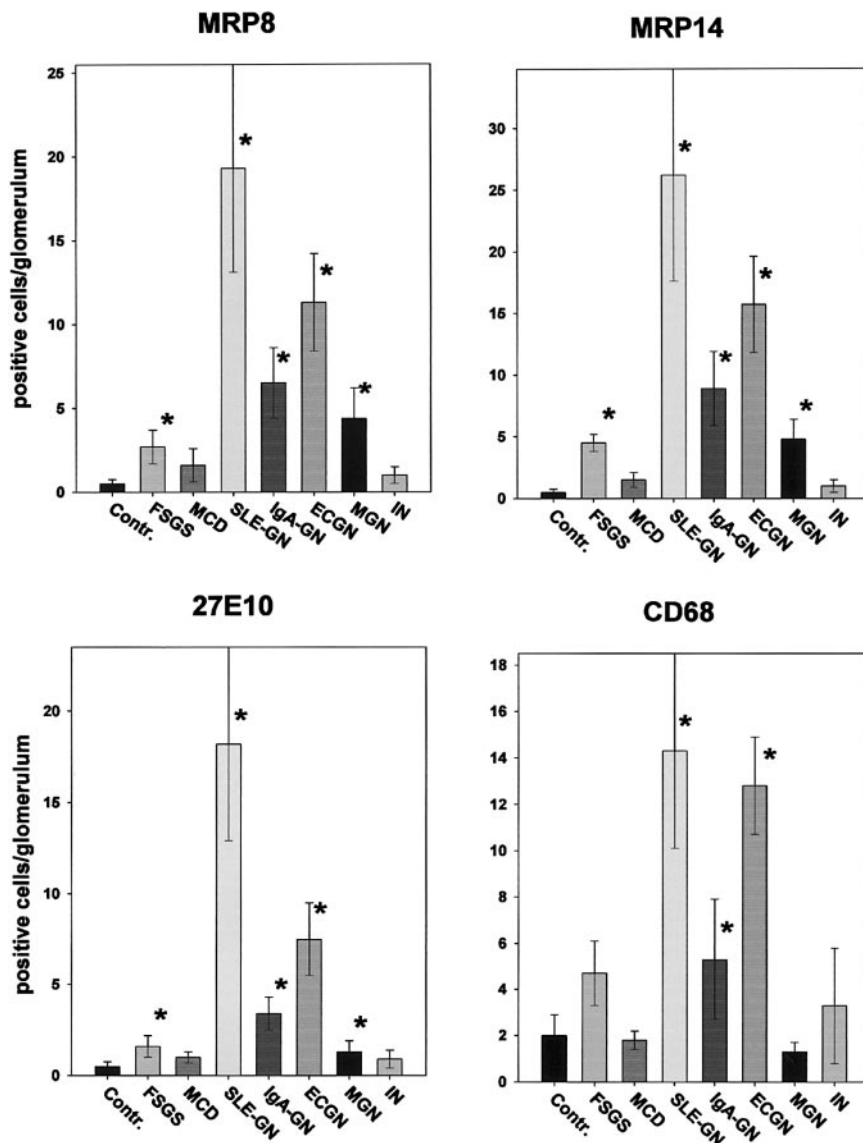 MRP8
positive cells/glomerulum
25
20
15
10
5
0
*
*
*
*
*
Contr.
FSGS
MCD
SLE-GN
IgA-GN
ECGN
MGN
IN
MRP14
30
25
20
15
10
5
0
*
*
*
*
*
Contr.
FSGS
MCD
SLE-GN
IgA-GN
ECGN
MGN
IN
27E10
positive cells/glomerulum
20
15
10
5
0
*
*
*
*
*
Contr.
FSGS
MCD
SLE-GN
IgA-GN
ECGN
MGN
IN
CD68
18
16
14
12
10
8
6
4
2
0
*
*
*
Contr.
FSGS
MCD
SLE-GN
IgA-GN
ECGN
MGN
IN